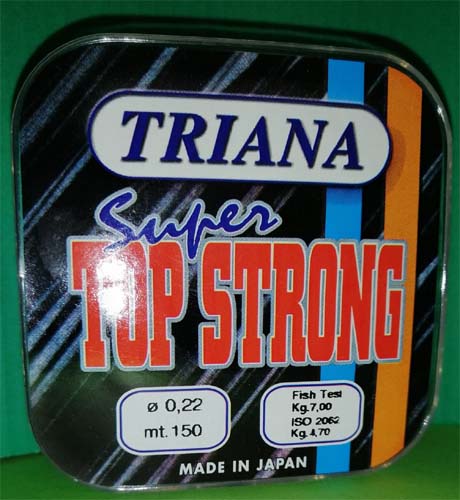 TRIANA
Super
TOP STRONG
ø 0,22
mt. 150
Fish Test
Kg.7,00
ISO 2062
Kg.4,70
MADE IN JAPAN